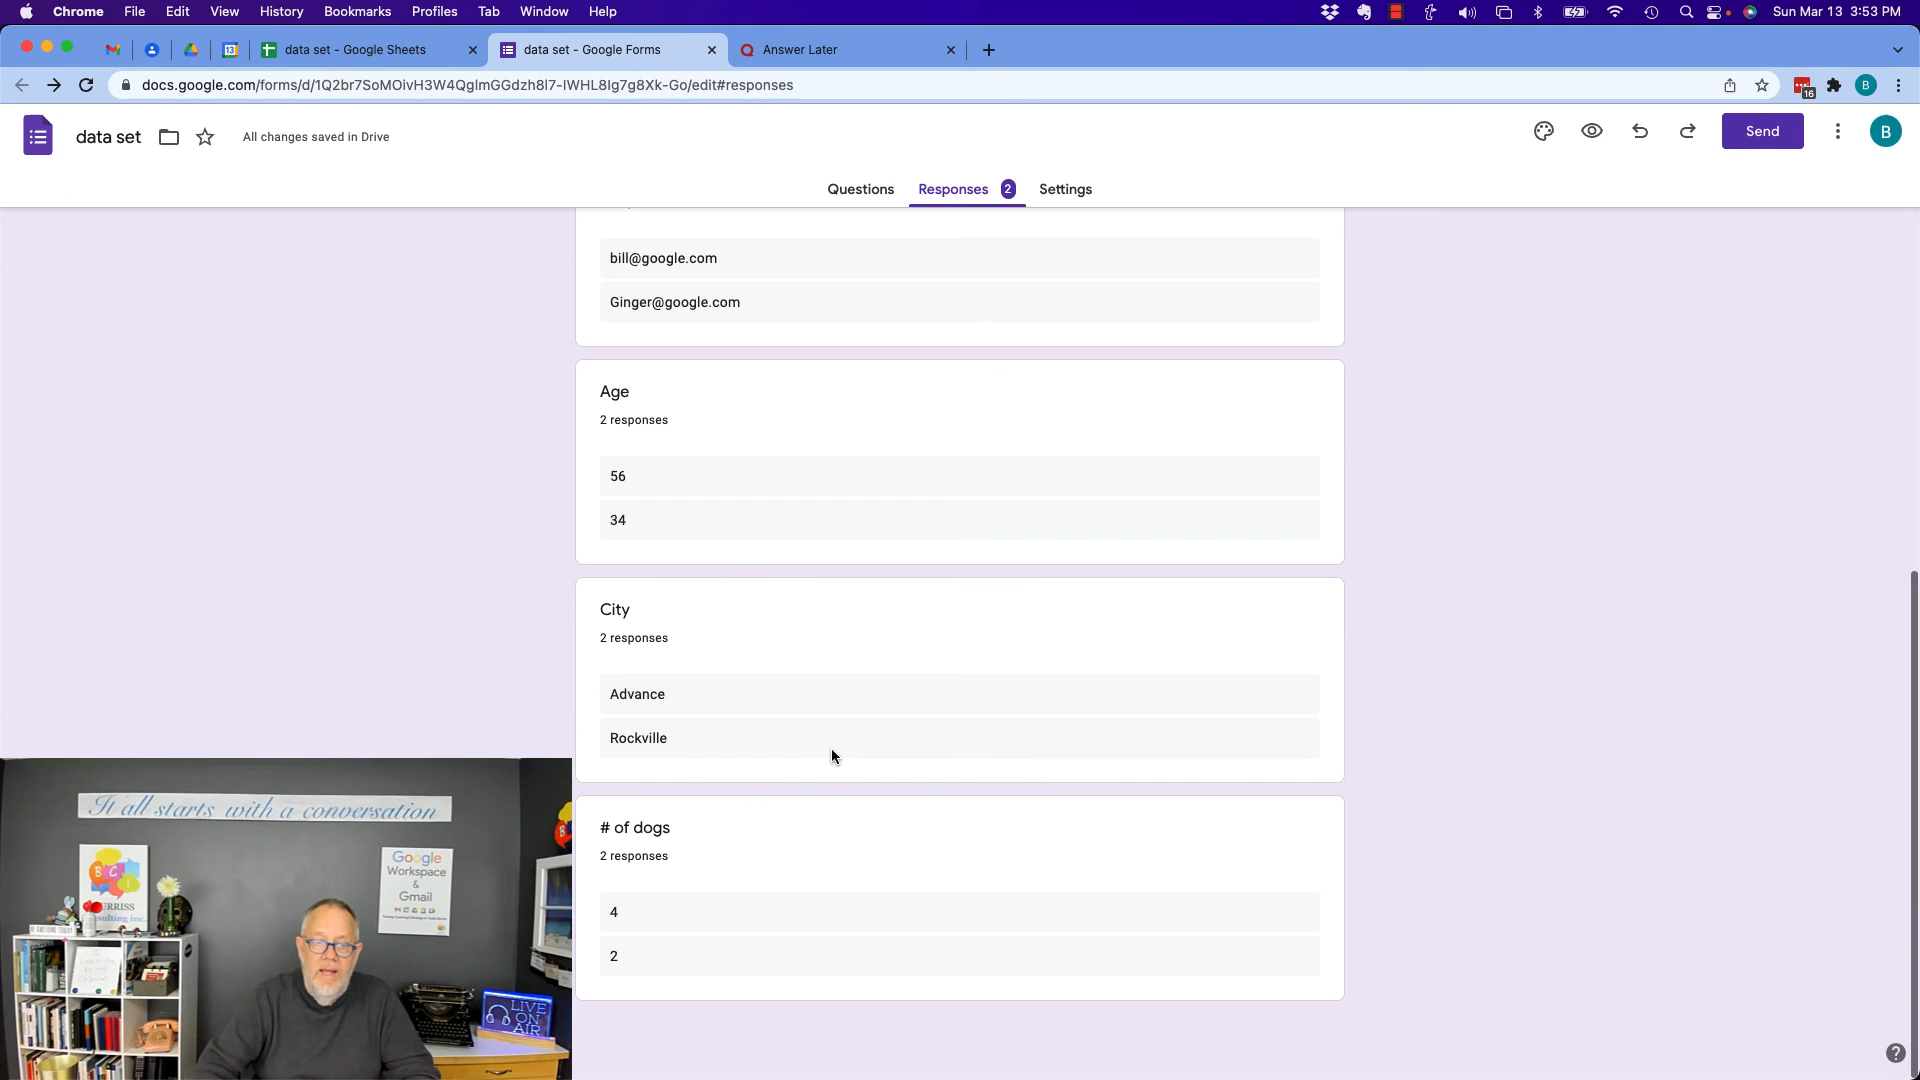 Chrome File Edit View History Bookmarks Profiles Tab Window Help
Sun Mar 13 3:53 PM
13
data set - Google Sheets
data set - Google Forms
Answer Later
docs.google.com/forms/d/1Q2br7SoMOivH3W4QglmGGdzh8l7-IWHL8Ig7g8Xk-Go/edit#responses
16
B
data set
All changes saved in Drive
Send
B
Questions
Responses 2
Settings
bill@google.com
Ginger@google.com
Age
2 responses
56
34
City
2 responses
Advance
Rockville
# of dogs
2 responses
4
2
It all starts with a conversation
B C I
Google
Workspace
&
Gmail
LIVE
ON
AIR
?